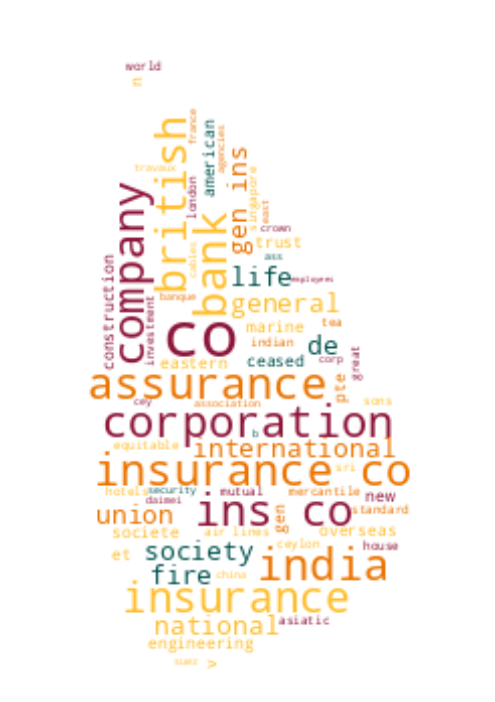 world
n
british
france
american
agencies
travaux
london
gen ins
singapore
east
company
bank
crown
trust
cables
ass
construction
life
employees
investment
banque
general
co
marine
tea
indian
de
eastern
ceased
corp
great
assurance
pte
cey
association
sons
corporation
b
equitable
international
insurance co
sri
hotels
security
mutual
mercantile
new
daimei
ins co
standard
union
gen
societe
air lines
overseas
et
society
ceylon
house
fire
china
india
insurance
national
asiatic
engineering
suez
>